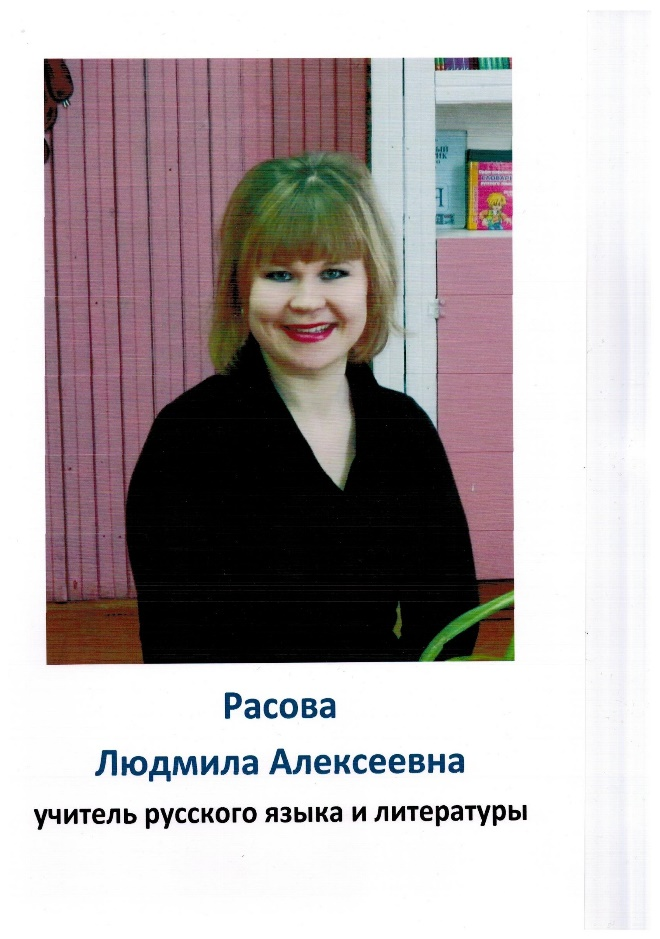 Расова
Людмила Алексеевна
учитель русского языка и литературы